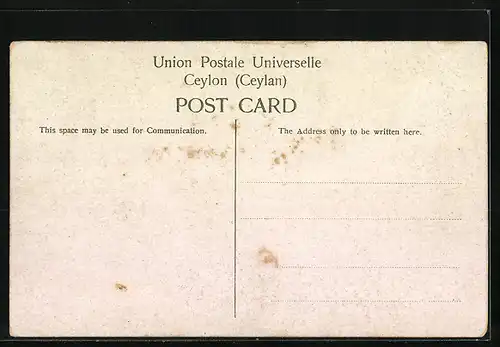 Union Postale Universelle
Ceylon (Ceylan)
POST CARD
This space may be used for Communication.
The Address only to be written here.